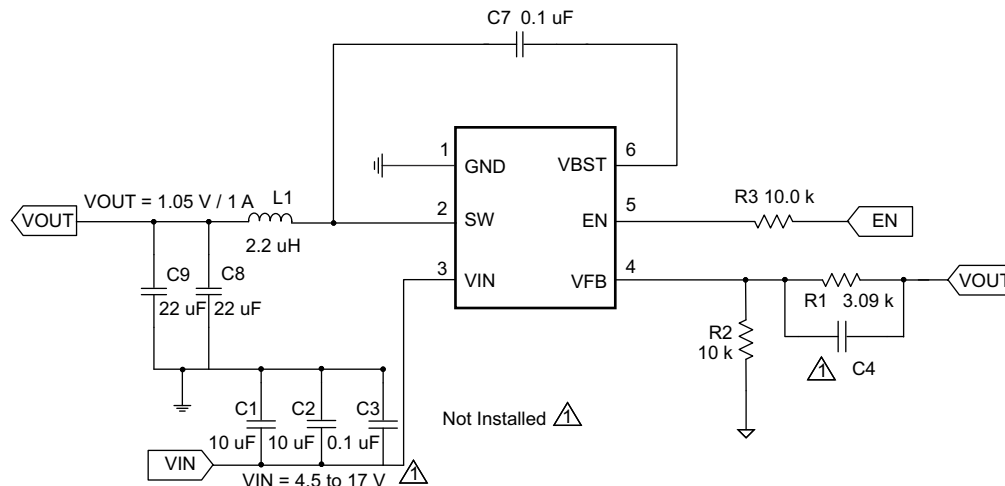 C7 0.1 uF
1
GND
VBST
6
VOUT
VOUT = 1.05 V / 1 A
L1
2.2 uH
2
SW
EN
5
R3 10.0 k
EN
3
VIN
VFB
4
VOUT
R1 3.09 k
C9
22 uF
C8
22 uF
R2
10 k
1
C4
C1
10 uF
C2
10 uF
C3
0.1 uF
Not Installed 1
VIN
VIN = 4.5 to 17 V
1